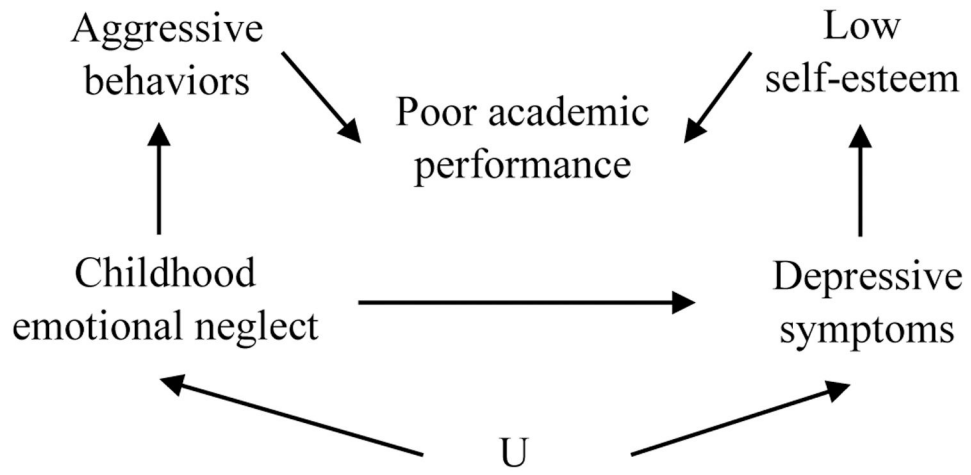 Aggressive
behaviors
Low
self-esteem
Poor academic
performance
Childhood
emotional neglect
Depressive
symptoms
U